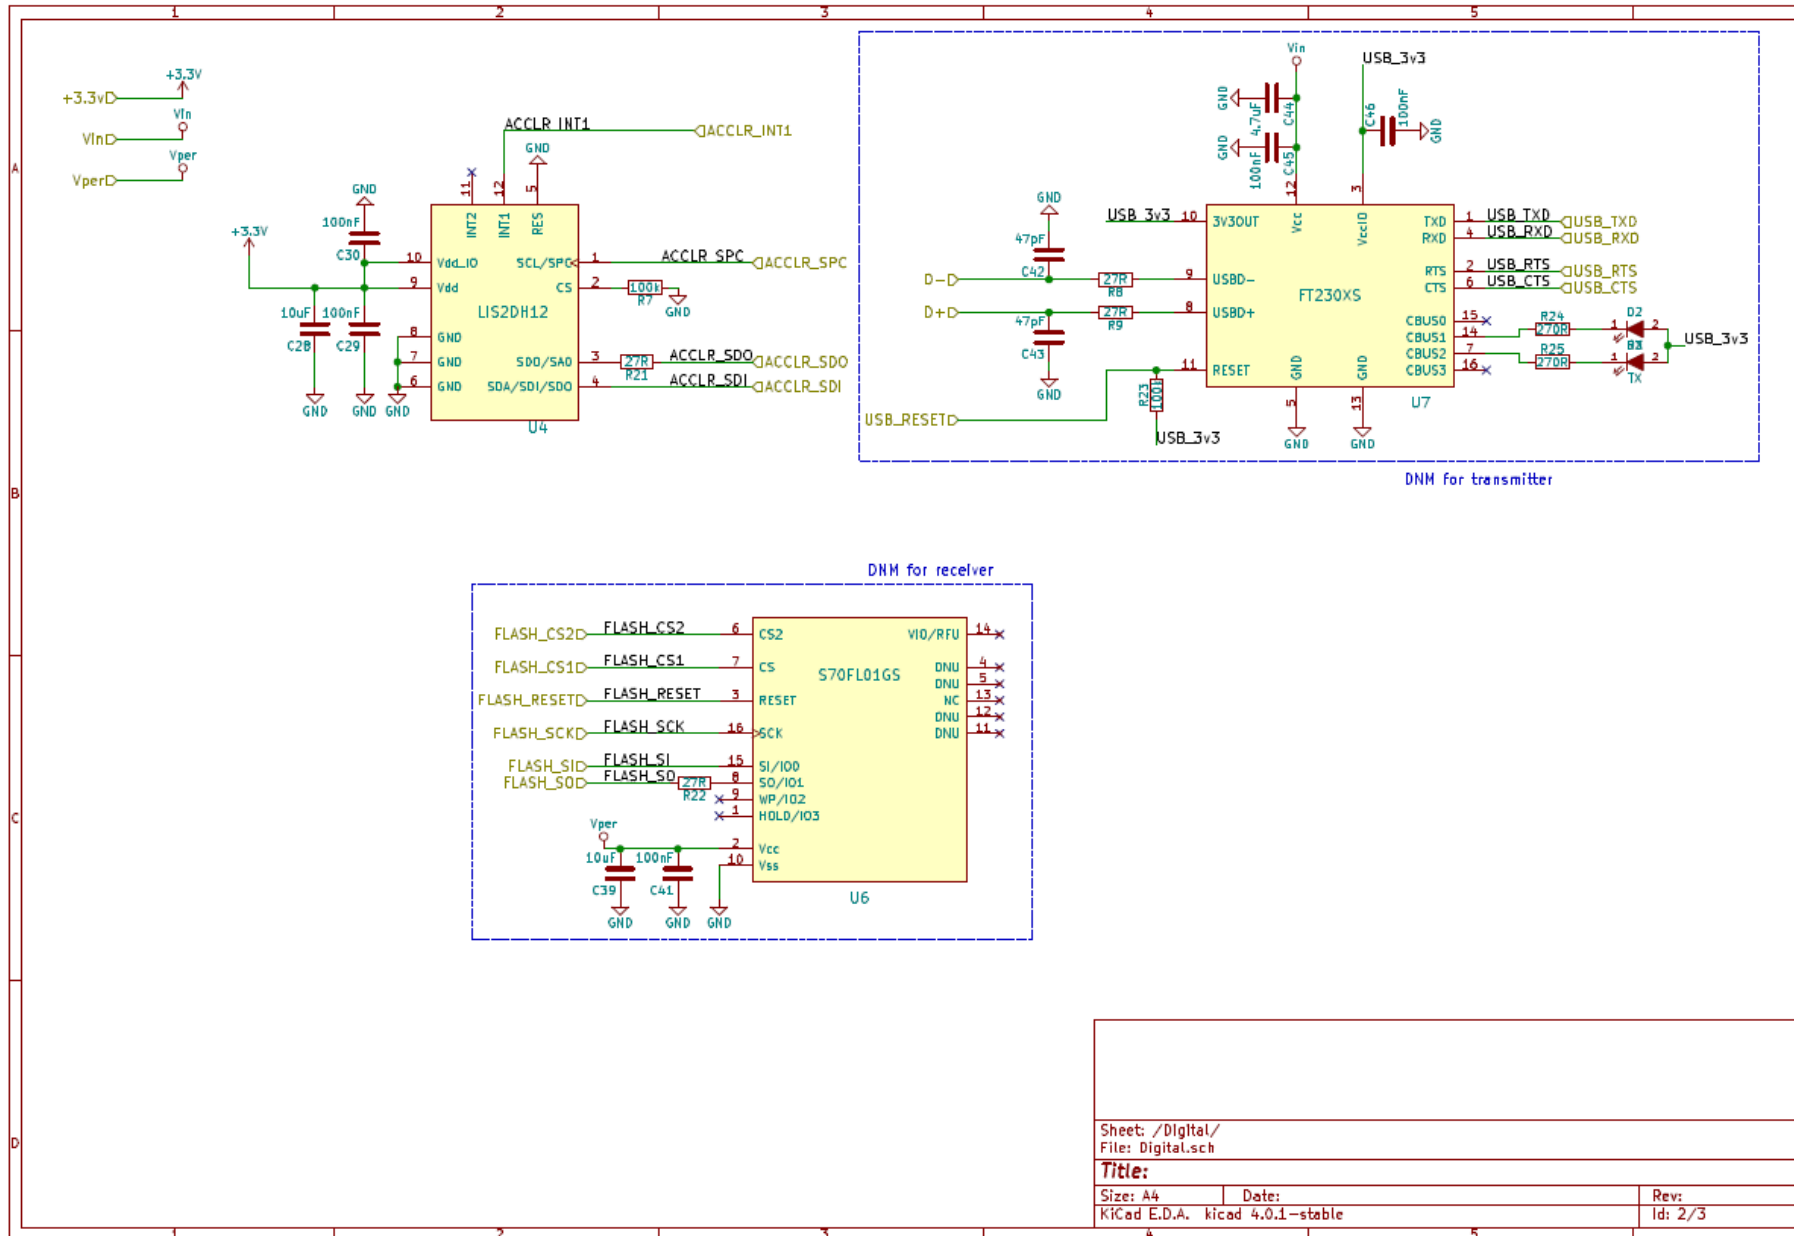 1 2 3 4 5
A
B
C
D
+3.3V
+3.3V
Vin
Vin
Vper
Vper
ACCLR_INT1
ACCLR_INT1
GND
11 12 5
INT2 INT1 RES
GND
100nF
C30
+3.3V
10 Vdd_IO
9 Vdd
10uF 100nF
C28 C29
8 GND
7 GND
6 GND
GND GND GND
LIS2DH12
SCL/SPC 1 ACCLR_SPC ACCLR_SPC
CS 2 100k
R7
GND
SDO/SA0 3 27R ACCLR_SDO ACCLR_SDO
R21
SDA/SDI/SDO 4 ACCLR_SDI ACCLR_SDI
U4
Vin
USB_3v3
GND 4.7uF C44
GND 100nF C45
C46 100nF GND
12 3
Vcc VccIO
USB_3v3 10 3V3OUT
GND
47pF
C42
D- 27R 9 USBD-
R8
D+ 27R 8 USBD+
R9
47pF
C43
GND
11 RESET
R23 100k
USB_RESET
USB_3v3
FT230XS
TXD 1 USB_TXD USB_TXD
RXD 4 USB_RXD USB_RXD
RTS 2 USB_RTS USB_RTS
CTS 6 USB_CTS USB_CTS
CBUS0 15
CBUS1 14
CBUS2 7
CBUS3 16
R24
270R
R25
270R
D2
1 2
1 2
TX
USB_3v3
GND GND
5 13
GND GND
U7
DNM for transmitter
DNM for receiver
FLASH_CS2 FLASH_CS2 6 CS2
FLASH_CS1 FLASH_CS1 7 CS
FLASH_RESET FLASH_RESET 3 RESET
FLASH_SCK FLASH_SCK 16 SCK
FLASH_SI FLASH_SI 15 SI/IO0
FLASH_SO FLASH_SO 27R 8 SO/IO1
R22
9 WP/IO2
1 HOLD/IO3
Vper
2 Vcc
10 Vss
10uF 100nF
C39 C41
GND GND GND
S70FL01GS
VIO/RFU 14
DNU 4
DNU 5
NC 13
DNU 12
DNU 11
U6
Sheet: /Digital/
File: Digital.sch
Title:
Size: A4 Date: Rev:
KiCad E.D.A. kicad 4.0.1-stable Id: 2/3
1 2 3 4 5